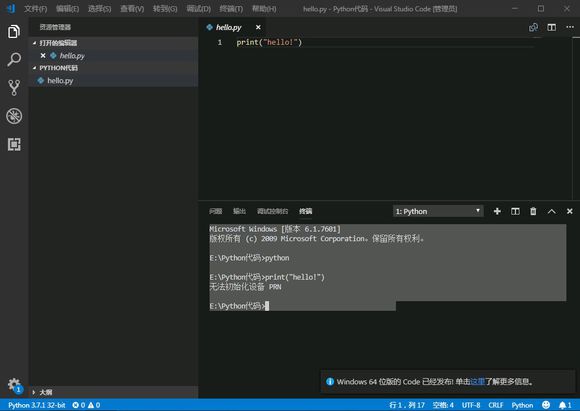 文件(F) 编辑(E) 选择(S) 查看(V) 转到(G) 调试(D) 终端(T) 帮助(H) hello.py - Python代码 - Visual Studio Code [管理员]
资源管理器
打开的编辑器
hello.py
PYTHON代码
hello.py
大纲
hello.py
1 print("hello!")
问题 输出 调试控制台 终端 1: Python
Microsoft Windows [版本 6.1.7601]
版权所有 (c) 2009 Microsoft Corporation。保留所有权利。
E:\Python代码>python
E:\Python代码>print("hello!")
无法初始化设备 PRN
E:\Python代码>
Windows 64 位版的 Code 已经发布! 单击这里了解更多信息。
1
Python 3.7.1 32-bit 0 0 行 1，列 17 空格: 4 UTF-8 CRLF Python 1